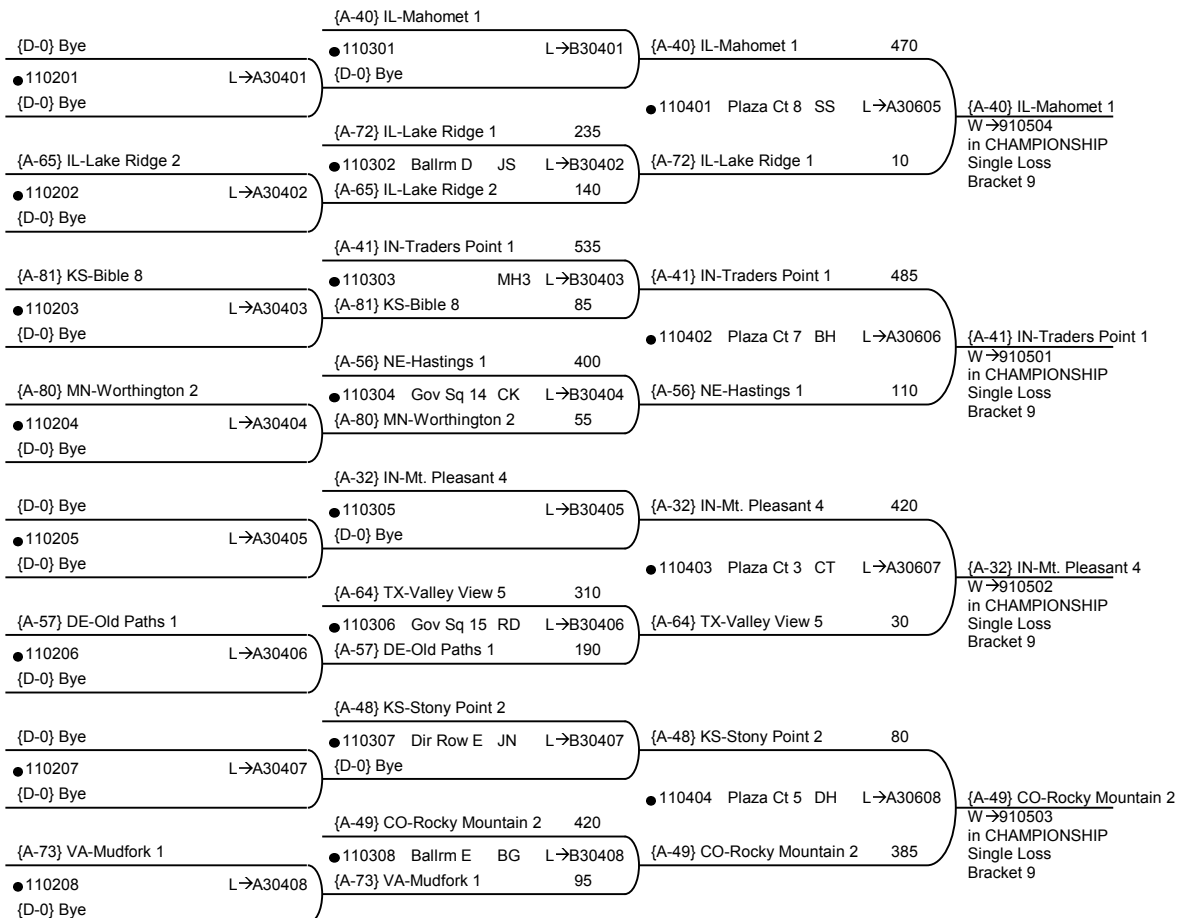 {D-0} Bye
●110201 L→A30401
{D-0} Bye
{A-65} IL-Lake Ridge 2
●110202 L→A30402
{D-0} Bye
{A-81} KS-Bible 8
●110203 L→A30403
{D-0} Bye
{A-80} MN-Worthington 2
●110204 L→A30404
{D-0} Bye
{D-0} Bye
●110205 L→A30405
{D-0} Bye
{A-57} DE-Old Paths 1
●110206 L→A30406
{D-0} Bye
{D-0} Bye
●110207 L→A30407
{D-0} Bye
{A-73} VA-Mudfork 1
●110208 L→A30408
{D-0} Bye
{A-40} IL-Mahomet 1
●110301 L→B30401
{D-0} Bye
{A-72} IL-Lake Ridge 1 235
●110302 Ballrm D JS L→B30402
{A-65} IL-Lake Ridge 2 140
{A-41} IN-Traders Point 1 535
●110303 MH3 L→B30403
{A-81} KS-Bible 8 85
{A-56} NE-Hastings 1 400
●110304 Gov Sq 14 CK L→B30404
{A-80} MN-Worthington 2 55
{A-32} IN-Mt. Pleasant 4
●110305 L→B30405
{D-0} Bye
{A-64} TX-Valley View 5 310
●110306 Gov Sq 15 RD L→B30406
{A-57} DE-Old Paths 1 190
{A-48} KS-Stony Point 2
●110307 Dir Row E JN L→B30407
{D-0} Bye
{A-49} CO-Rocky Mountain 2 420
●110308 Ballrm E BG L→B30408
{A-73} VA-Mudfork 1 95
{A-40} IL-Mahomet 1 470
●110401 Plaza Ct 8 SS L→A30605
{A-72} IL-Lake Ridge 1 10
{A-41} IN-Traders Point 1 485
●110402 Plaza Ct 7 BH L→A30606
{A-56} NE-Hastings 1 110
{A-32} IN-Mt. Pleasant 4 420
●110403 Plaza Ct 3 CT L→A30607
{A-64} TX-Valley View 5 30
{A-48} KS-Stony Point 2 80
●110404 Plaza Ct 5 DH L→A30608
{A-49} CO-Rocky Mountain 2 385
{A-40} IL-Mahomet 1
W→910504
in CHAMPIONSHIP
Single Loss
Bracket 9
{A-41} IN-Traders Point 1
W→910501
in CHAMPIONSHIP
Single Loss
Bracket 9
{A-32} IN-Mt. Pleasant 4
W→910502
in CHAMPIONSHIP
Single Loss
Bracket 9
{A-49} CO-Rocky Mountain 2
W→910503
in CHAMPIONSHIP
Single Loss
Bracket 9